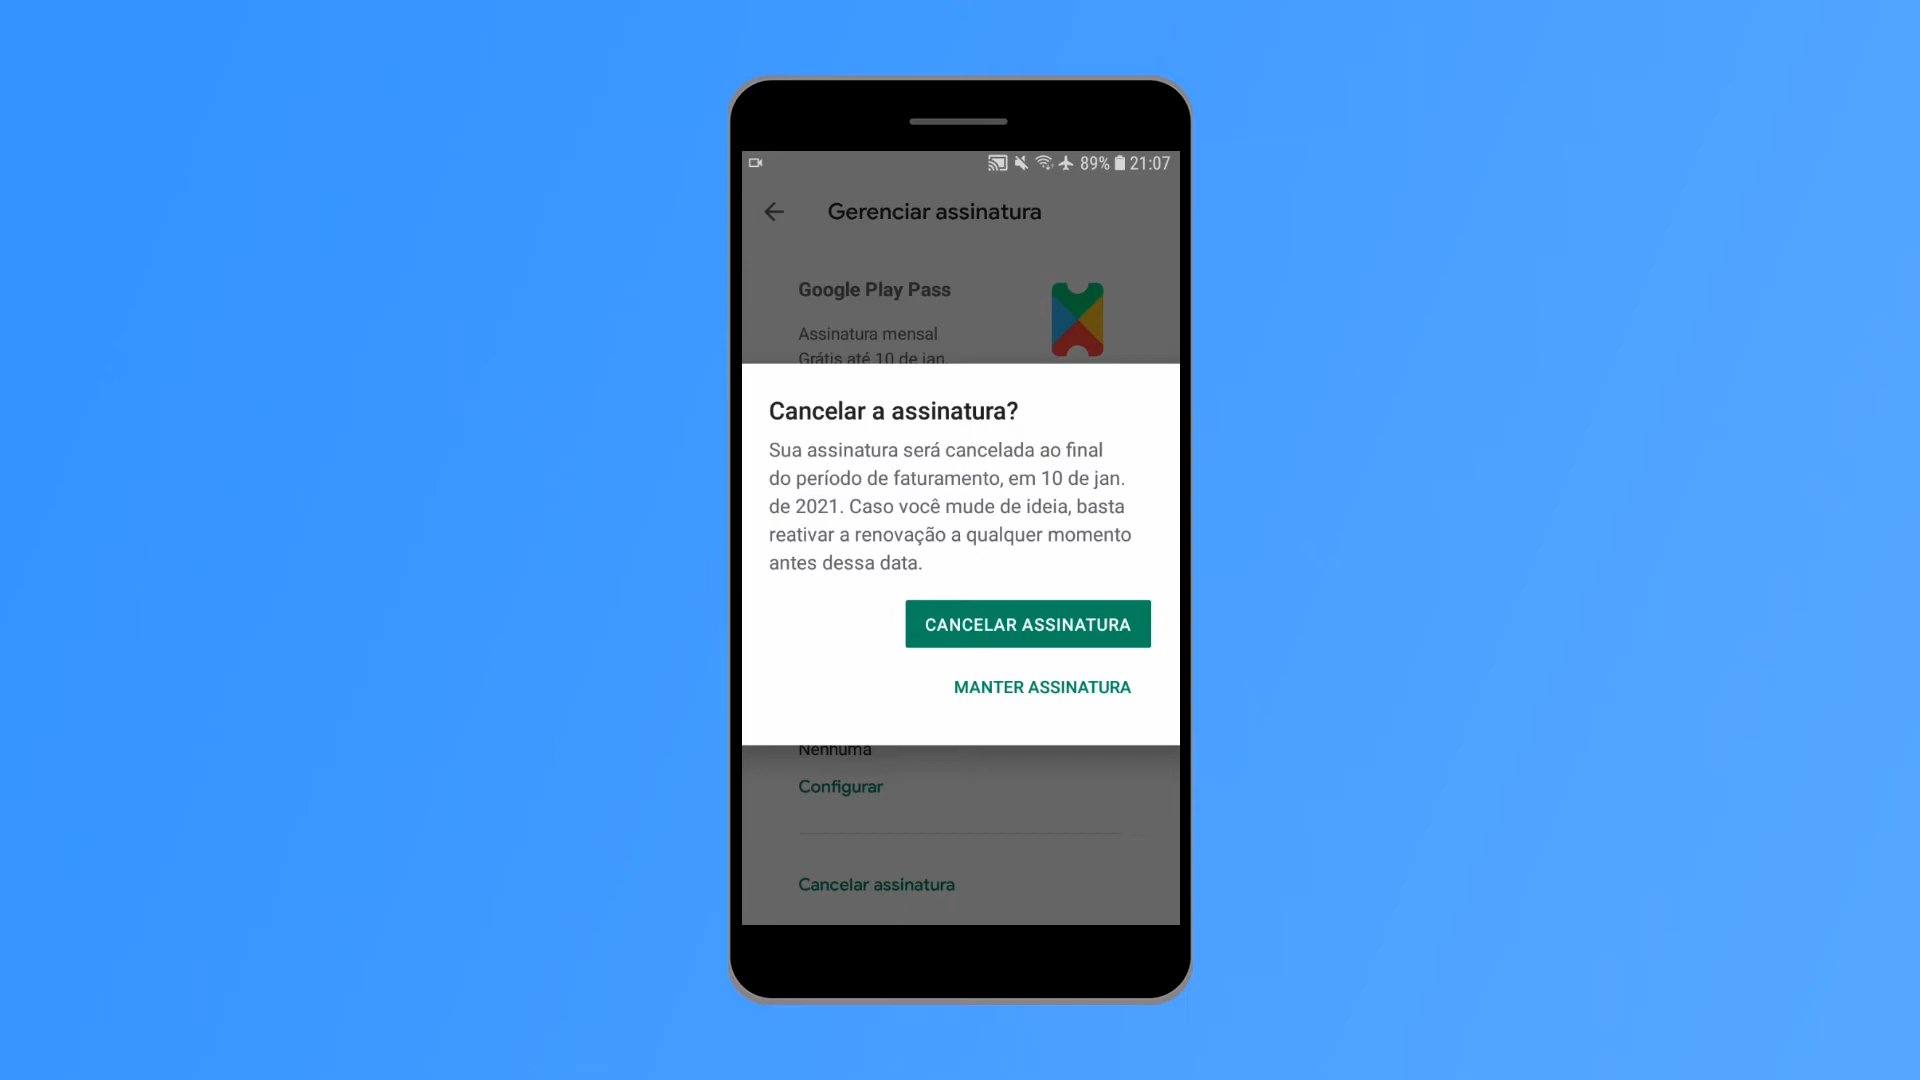 89% 21:07
Gerenciar assinatura
Google Play Pass
Assinatura mensal
Grátis até 10 de jan.
Cancelar a assinatura?
Sua assinatura será cancelada ao final
do período de faturamento, em 10 de jan.
de 2021. Caso você mude de ideia, basta
reativar a renovação a qualquer momento
antes dessa data.
CANCELAR ASSINATURA
MANTER ASSINATURA
Nenhuma
Configurar
Cancelar assinatura